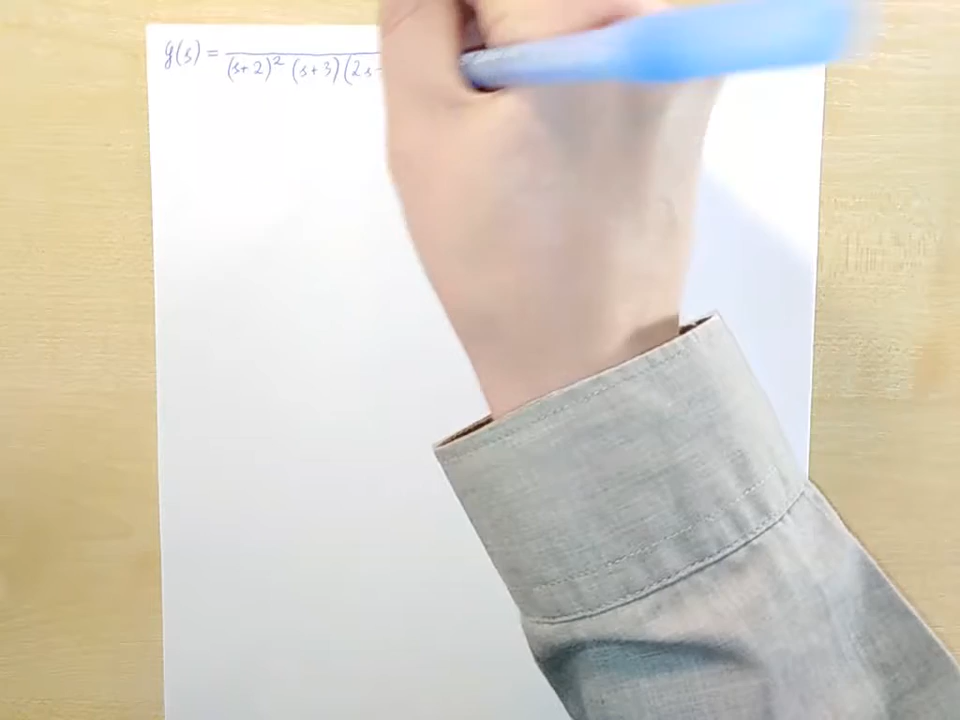 g(s) =
(s+2)² (s+3)(2s